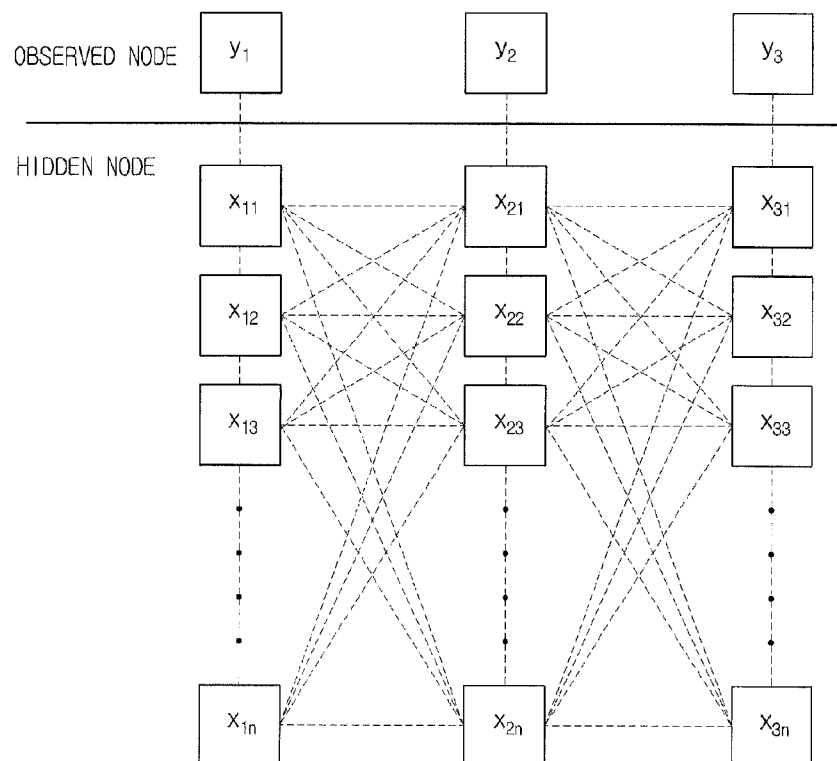 OBSERVED NODE y₁ y₂ y₃
HIDDEN NODE
x₁₁ x₂₁ x₃₁
x₁₂ x₂₂ x₃₂
x₁₃ x₂₃ x₃₃
x₁ₙ x₂ₙ x₃ₙ